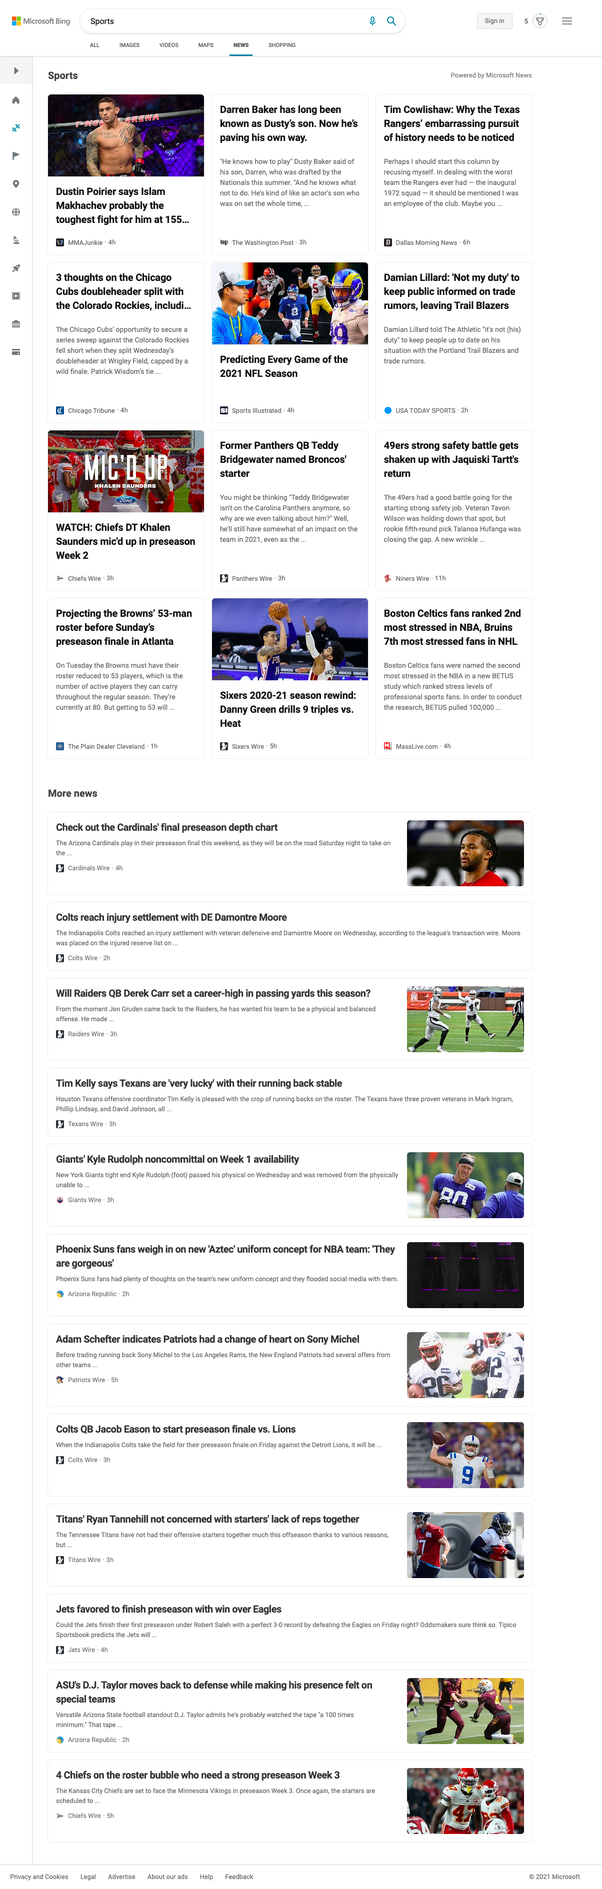 Microsoft Bing
Sports
Sign in
5
ALL
IMAGES
VIDEOS
MAPS
NEWS
SHOPPING
Sports
Powered by Microsoft News
Dustin Poirier says Islam
Makhachev probably the
toughest fight for him at 155...
MMAJunkie · 4h
Darren Baker has long been
known as Dusty's son. Now he's
paving his own way.
"He knows how to play" Dusty Baker said of
his son, Darren, who was drafted by the
Nationals this summer. "And he knows what
not to do. He's kind of like an actor's son who
was on set the whole time, ...
The Washington Post · 3h
Tim Cowlishaw: Why the Texas
Rangers' embarrassing pursuit
of history needs to be noticed
Perhaps I should start this column by
recusing myself. In dealing with the worst
team the Rangers ever had — the inaugural
1972 squad — it should be mentioned I was
an employee of the club. Maybe you ...
Dallas Morning News · 6h
3 thoughts on the Chicago
Cubs doubleheader split with
the Colorado Rockies, includi...
The Chicago Cubs' opportunity to secure a
series sweep against the Colorado Rockies
fell short when they split Wednesday's
doubleheader at Wrigley Field, capped by a
wild finale. Patrick Wisdom's tie ...
Chicago Tribune · 4h
Predicting Every Game of the
2021 NFL Season
Sports Illustrated · 4h
Damian Lillard: 'Not my duty' to
keep public informed on trade
rumors, leaving Trail Blazers
Damian Lillard told The Athletic "it's not (his)
duty" to keep people up to date on his
situation with the Portland Trail Blazers and
trade rumors.
USA TODAY SPORTS · 2h
MIC'D UP
KHALEN SAUNDERS
WATCH: Chiefs DT Khalen
Saunders mic'd up in preseason
Week 2
Chiefs Wire · 3h
Former Panthers QB Teddy
Bridgewater named Broncos'
starter
You might be thinking "Teddy Bridgewater
isn't on the Carolina Panthers anymore, so
why are we even talking about him?" Well,
he'll still have somewhat of an impact on the
team in 2021, even as the ...
Panthers Wire · 3h
49ers strong safety battle gets
shaken up with Jaquiski Tartt's
return
The 49ers had a good battle going for the
starting strong safety job. Veteran Tavon
Wilson was holding down that spot, but
rookie fifth-round pick Talanoa Hufanga was
closing the gap. A new wrinkle ...
Niners Wire · 11h
Projecting the Browns' 53-man
roster before Sunday's
preseason finale in Atlanta
On Tuesday the Browns must have their
roster reduced to 53 players, which is the
number of active players they can carry
throughout the regular season. They're
currently at 80. But getting to 53 will ...
The Plain Dealer Cleveland · 1h
Sixers 2020-21 season rewind:
Danny Green drills 9 triples vs.
Heat
Sixers Wire · 5h
Boston Celtics fans ranked 2nd
most stressed in NBA, Bruins
7th most stressed fans in NHL
Boston Celtics fans were named the second
most stressed in the NBA in a new BETUS
study which ranked stress levels of
professional sports fans. In order to conduct
the research, BETUS pulled 100,000 ...
MassLive.com · 4h
More news
Check out the Cardinals' final preseason depth chart
The Arizona Cardinals play in their preseason final this weekend, as they will be on the road Saturday night to take on
the ...
Cardinals Wire · 4h
Colts reach injury settlement with DE Damontre Moore
The Indianapolis Colts reached an injury settlement with veteran defensive end Damontre Moore on Wednesday, according to the league's transaction wire. Moore
was placed on the injured reserve list on ...
Colts Wire · 2h
Will Raiders QB Derek Carr set a career-high in passing yards this season?
From the moment Jon Gruden came back to the Raiders, he has wanted his team to be a physical and balanced
offense. He made ...
Raiders Wire · 3h
Tim Kelly says Texans are 'very lucky' with their running back stable
Houston Texans offensive coordinator Tim Kelly is pleased with the crop of running backs on the roster. The Texans have three proven veterans in Mark Ingram,
Phillip Lindsay, and David Johnson, all ...
Texans Wire · 3h
Giants' Kyle Rudolph noncommittal on Week 1 availability
New York Giants tight end Kyle Rudolph (foot) passed his physical on Wednesday and was removed from the physically
unable to ...
Giants Wire · 3h
80
Phoenix Suns fans weigh in on new 'Aztec' uniform concept for NBA team: 'They
are gorgeous'
Phoenix Suns fans had plenty of thoughts on the team's new uniform concept and they flooded social media with them.
Arizona Republic · 2h
Adam Schefter indicates Patriots had a change of heart on Sony Michel
Before trading running back Sony Michel to the Los Angeles Rams, the New England Patriots had several offers from
other teams ...
Patriots Wire · 5h
26
Colts QB Jacob Eason to start preseason finale vs. Lions
When the Indianapolis Colts take the field for their preseason finale on Friday against the Detroit Lions, it will be ...
Colts Wire · 3h
9
Titans' Ryan Tannehill not concerned with starters' lack of reps together
The Tennessee Titans have not had their offensive starters together much this offseason thanks to various reasons,
but ...
Titans Wire · 3h
Jets favored to finish preseason with win over Eagles
Could the Jets finish their first preseason under Robert Saleh with a perfect 3-0 record by defeating the Eagles on Friday night? Oddsmakers sure think so. Tipico
Sportsbook predicts the Jets will ...
Jets Wire · 4h
ASU's D.J. Taylor moves back to defense while making his presence felt on
special teams
Versatile Arizona State football standout D.J. Taylor admits he's probably watched the tape "a 100 times
minimum." That tape ...
Arizona Republic · 2h
4 Chiefs on the roster bubble who need a strong preseason Week 3
The Kansas City Chiefs are set to face the Minnesota Vikings in preseason Week 3. Once again, the starters are
scheduled to ...
Chiefs Wire · 5h
Privacy and Cookies
Legal
Advertise
About our ads
Help
Feedback
© 2021 Microsoft